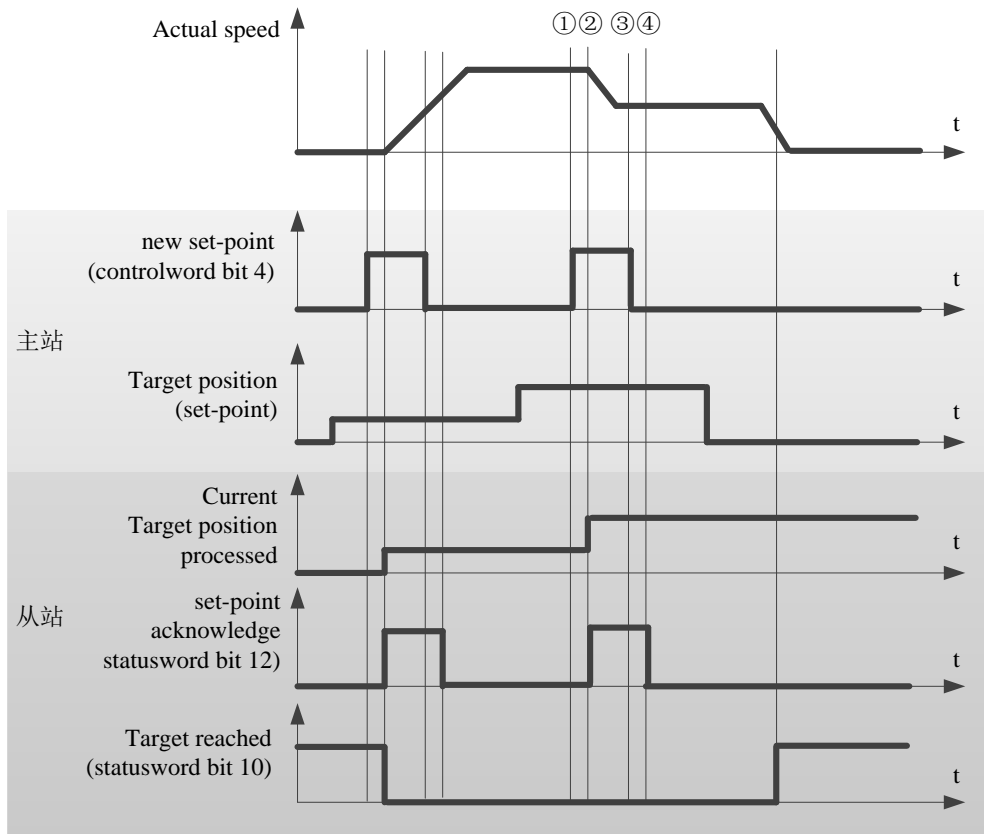 Actual speed
①② ③④
t
new set-point
(controlword bit 4)
t
主站
Target position
(set-point)
t
Current
Target position
processed
t
从站
set-point
acknowledge
statusword bit 12)
t
Target reached
(statusword bit 10)
t